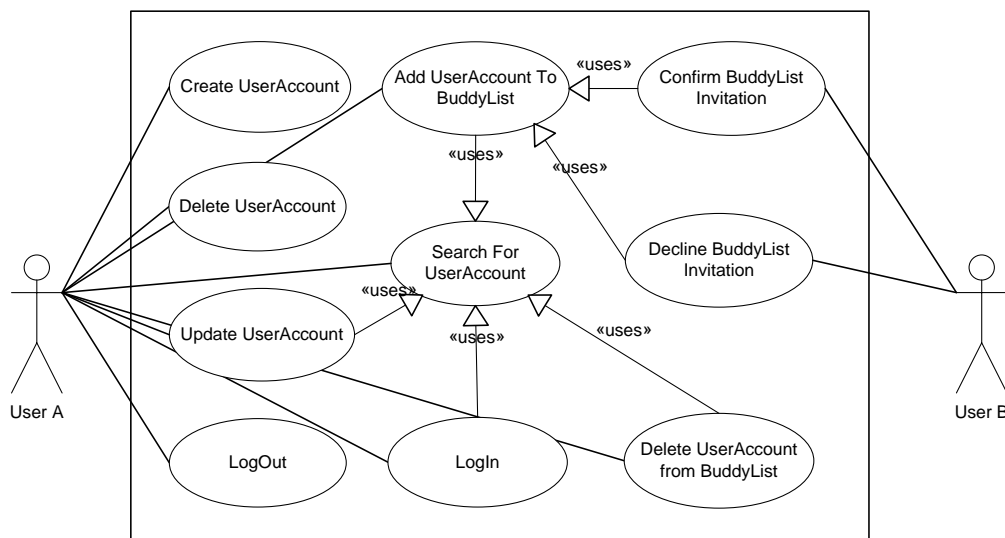 Create UserAccount
Add UserAccount To
BuddyList
«uses»
Confirm BuddyList
Invitation
«uses»
«uses»
Delete UserAccount
Search For
UserAccount
Decline BuddyList
Invitation
«uses»
Update UserAccount
«uses»
«uses»
User A
User B
LogOut
LogIn
Delete UserAccount
from BuddyList